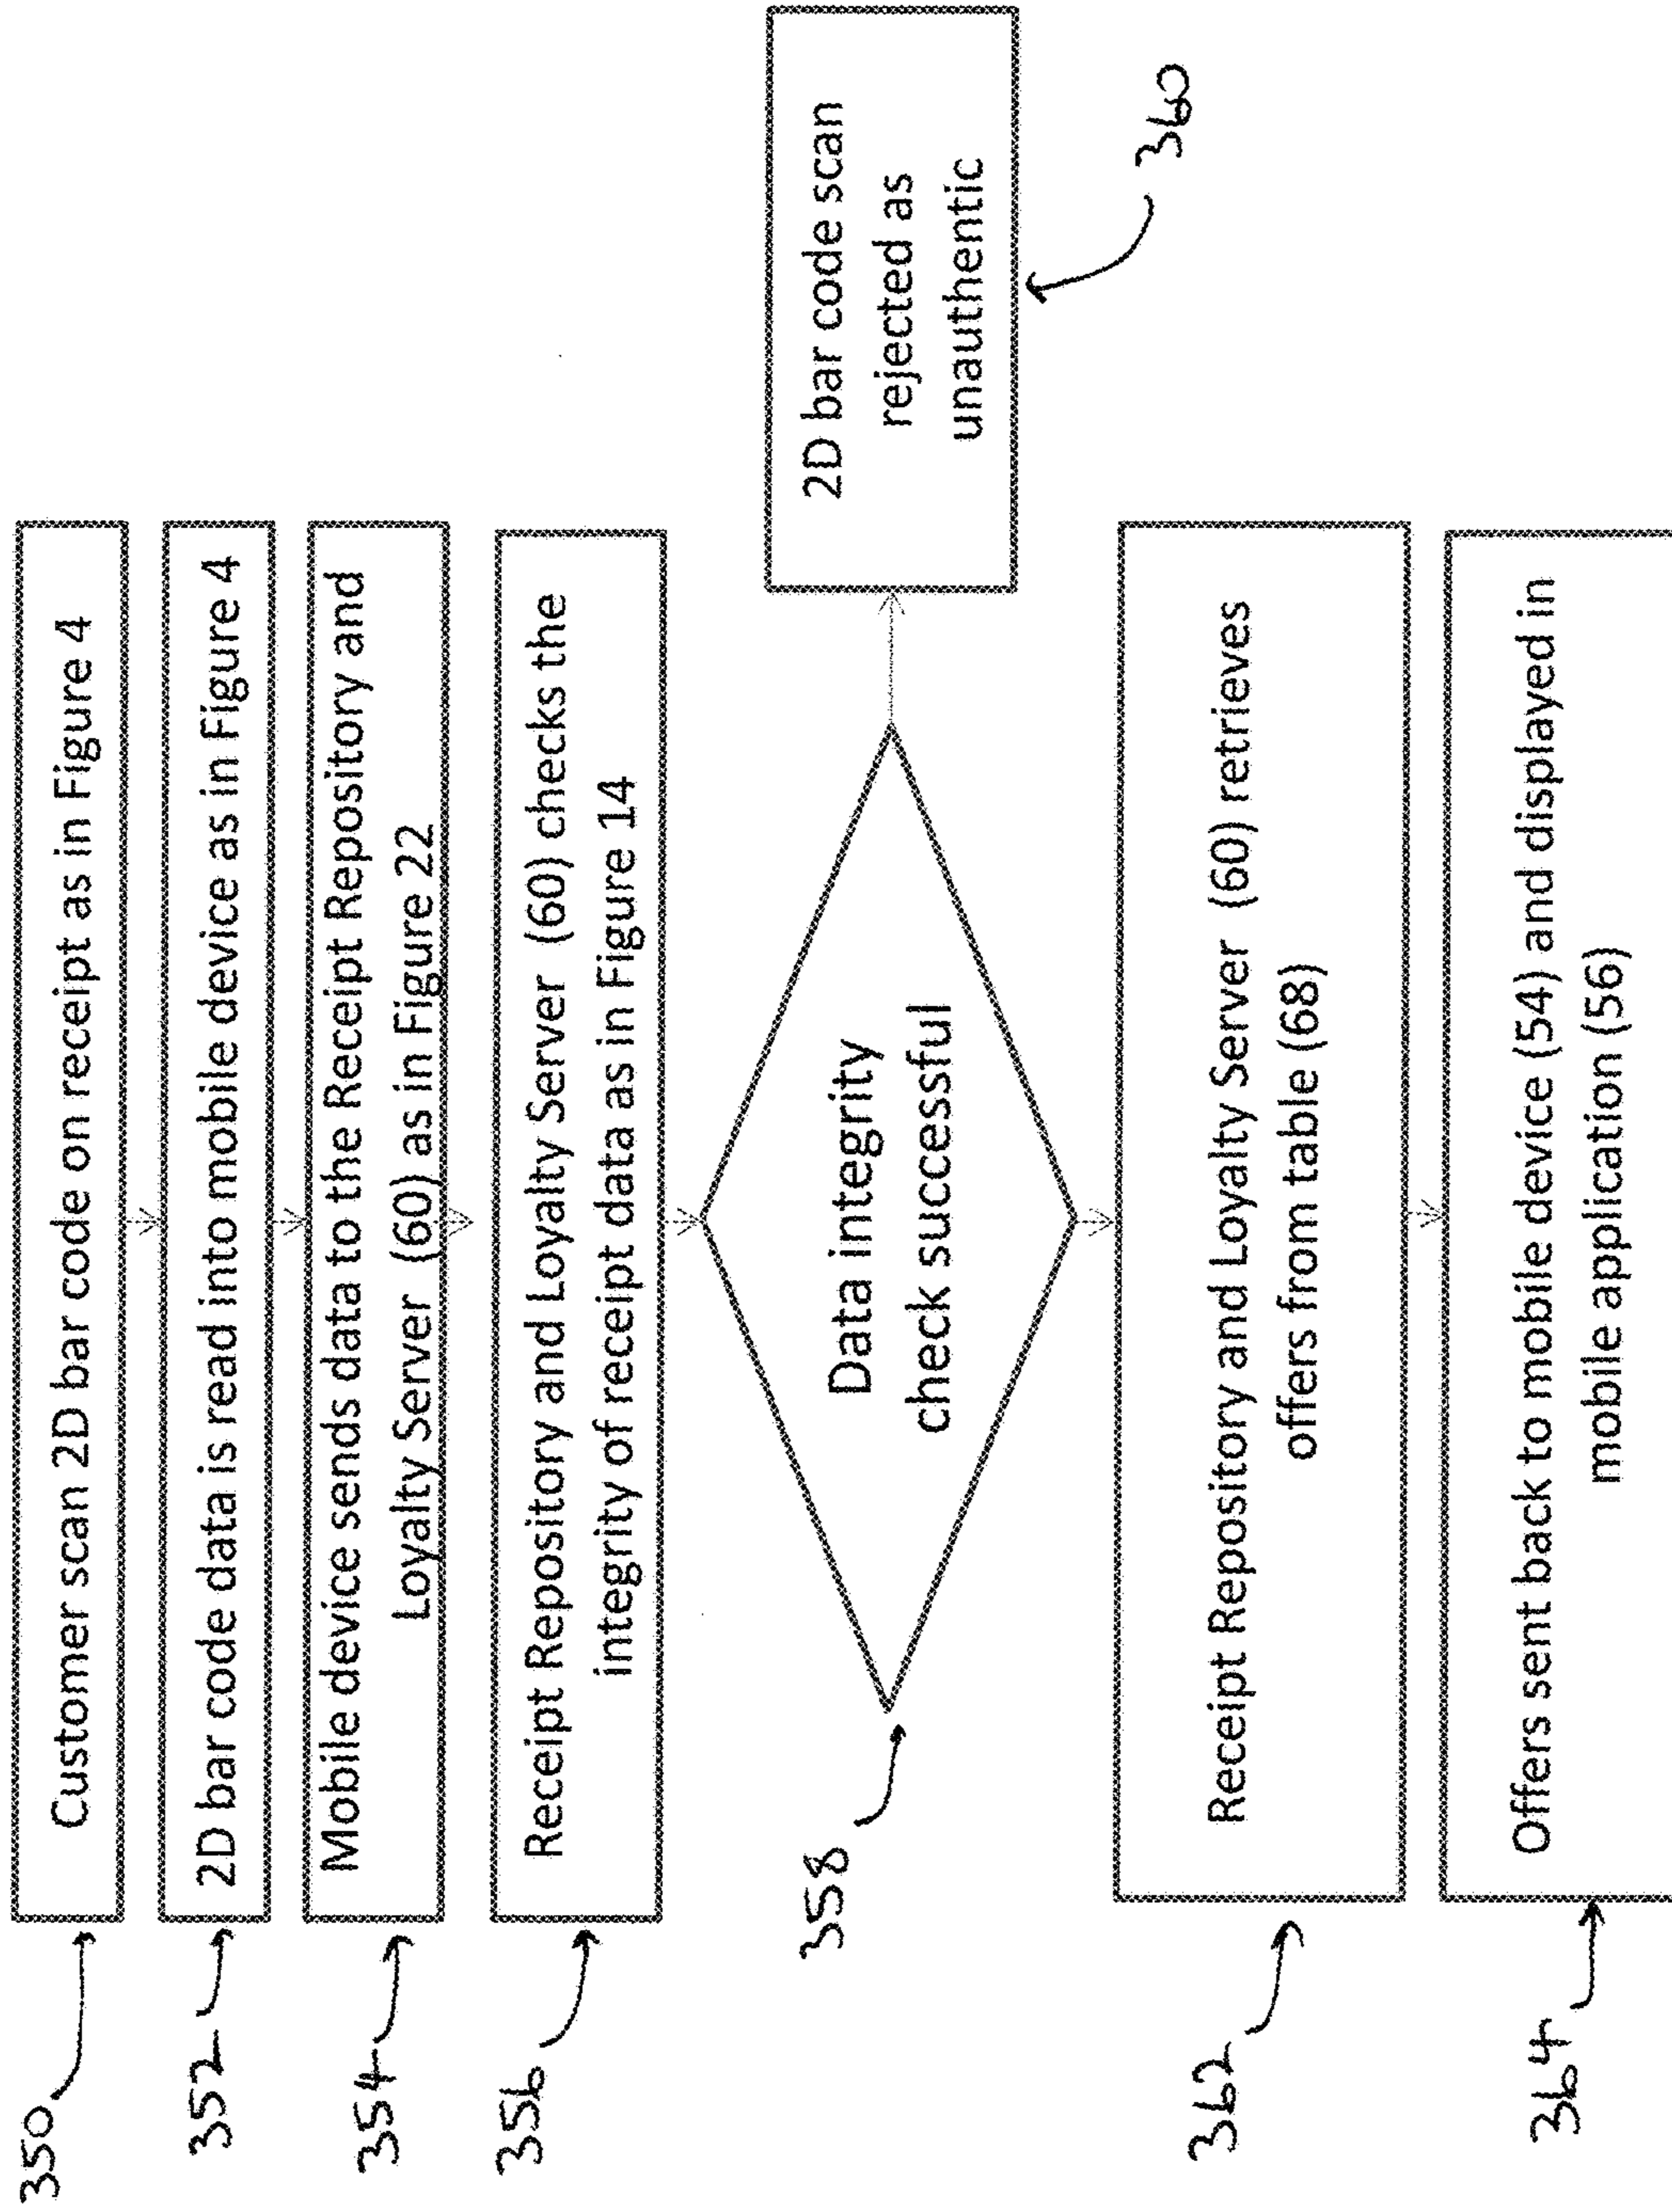 350
Customer scan 2D bar code on receipt as in Figure 4
352
2D bar code data is read into mobile device as in Figure 4
354
Mobile device sends data to the Receipt Repository and
Loyalty Server (60) as in Figure 22
356
Receipt Repository and Loyalty Server (60) checks the
integrity of receipt data as in Figure 14
358
Data integrity
check successful
2D bar code scan
rejected as
unauthentic
360
362
Receipt Repository and Loyalty Server (60) retrieves
offers from table (68)
364
Offers sent back to mobile device (54) and displayed in
mobile application (56)